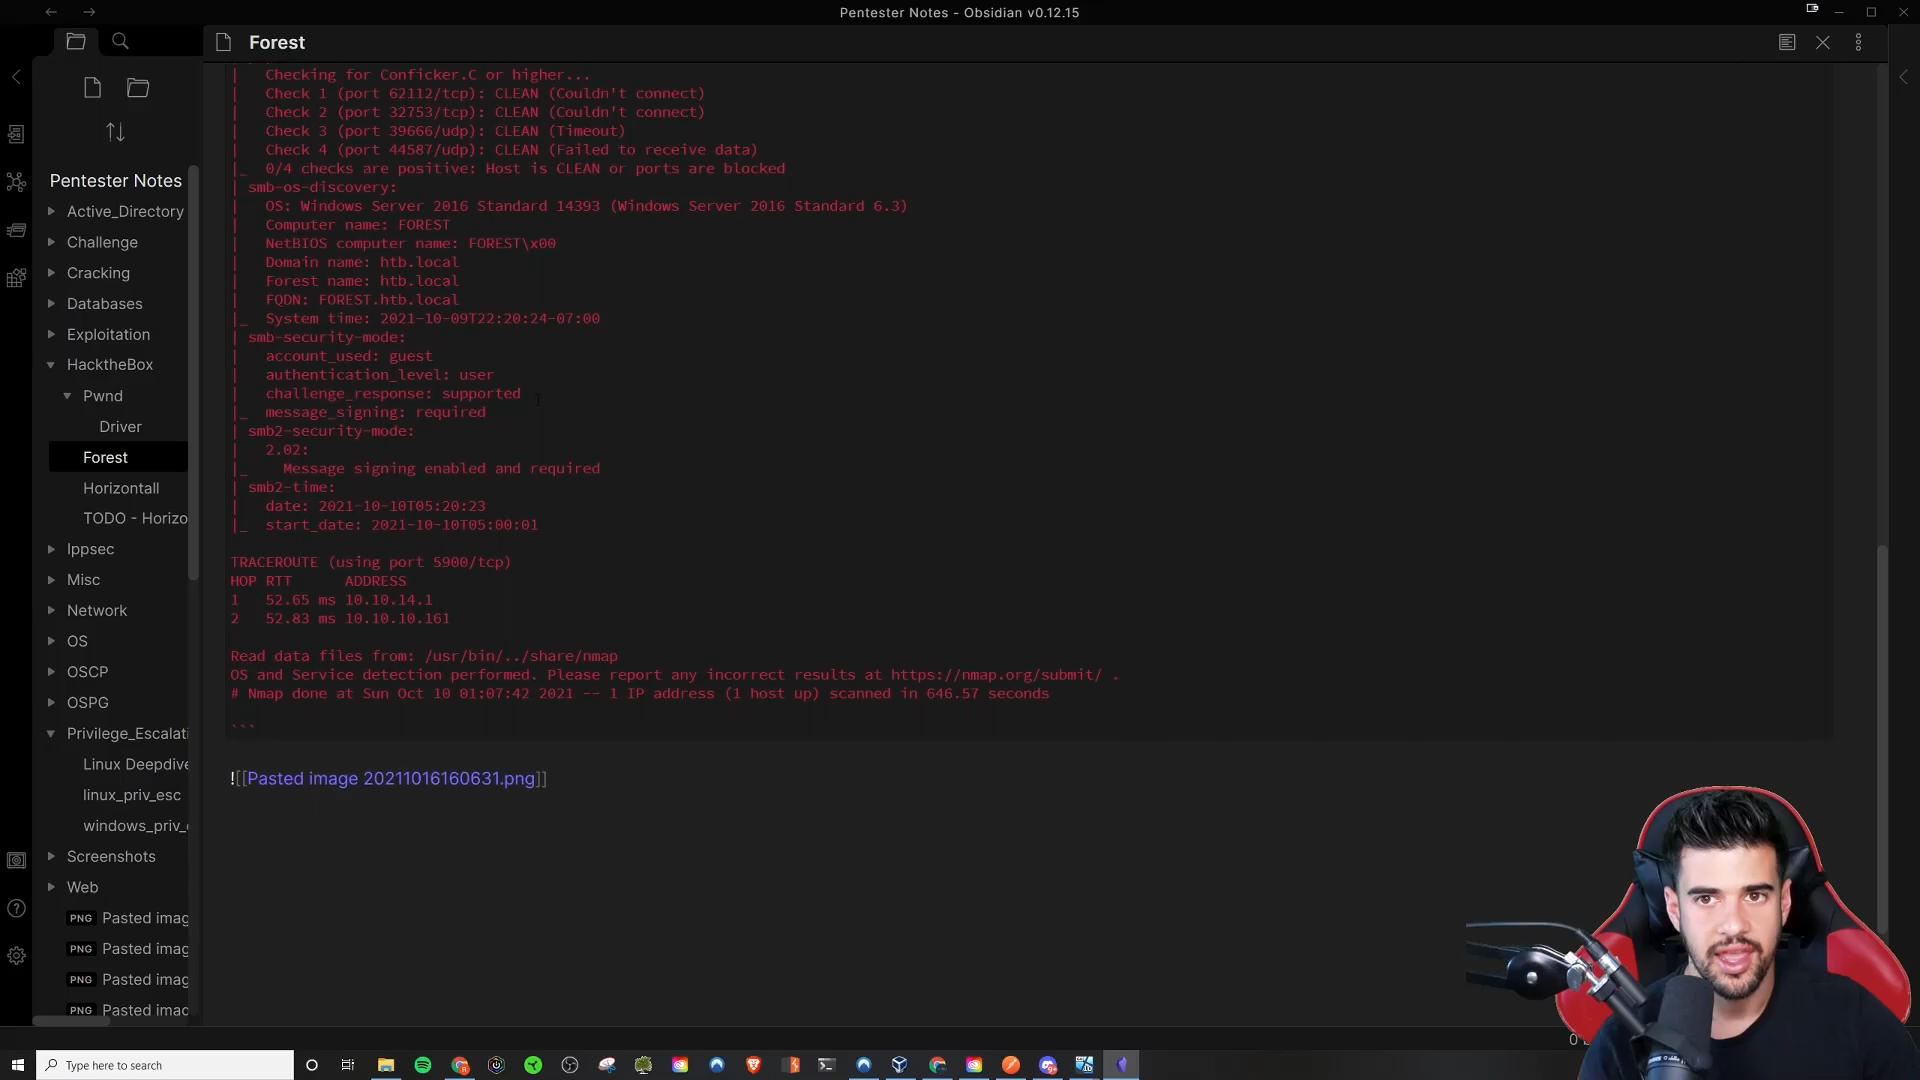 Pentester Notes - Obsidian v0.12.15
Forest
Pentester Notes
Active_Directory
Challenge
Cracking
Databases
Exploitation
HacktheBox
Pwnd
Driver
Forest
Horizontall
TODO - Horizo
Ippsec
Misc
Network
OS
OSCP
OSPG
Privilege_Escalati
Linux Deepdive
linux_priv_esc
windows_priv_
Screenshots
Web
PNG Pasted imag
PNG Pasted imag
PNG Pasted imag
PNG Pasted imag
| Checking for Conficker.C or higher...
| Check 1 (port 62112/tcp): CLEAN (Couldn't connect)
| Check 2 (port 32753/tcp): CLEAN (Couldn't connect)
| Check 3 (port 39666/udp): CLEAN (Timeout)
| Check 4 (port 44587/udp): CLEAN (Failed to receive data)
|_ 0/4 checks are positive: Host is CLEAN or ports are blocked
| smb-os-discovery:
| OS: Windows Server 2016 Standard 14393 (Windows Server 2016 Standard 6.3)
| Computer name: FOREST
| NetBIOS computer name: FOREST\x00
| Domain name: htb.local
| Forest name: htb.local
| FQDN: FOREST.htb.local
|_ System time: 2021-10-09T22:20:24-07:00
| smb-security-mode:
| account_used: guest
| authentication_level: user
| challenge_response: supported
|_ message_signing: required
| smb2-security-mode:
| 2.02:
|_ Message signing enabled and required
| smb2-time:
| date: 2021-10-10T05:20:23
|_ start_date: 2021-10-10T05:00:01
TRACEROUTE (using port 5900/tcp)
HOP RTT ADDRESS
1 52.65 ms 10.10.14.1
2 52.83 ms 10.10.10.161
Read data files from: /usr/bin/../share/nmap
OS and Service detection performed. Please report any incorrect results at https://nmap.org/submit/ .
# Nmap done at Sun Oct 10 01:07:42 2021 -- 1 IP address (1 host up) scanned in 646.57 seconds
```
![[Pasted image 20211016160631.png]]
Type here to search